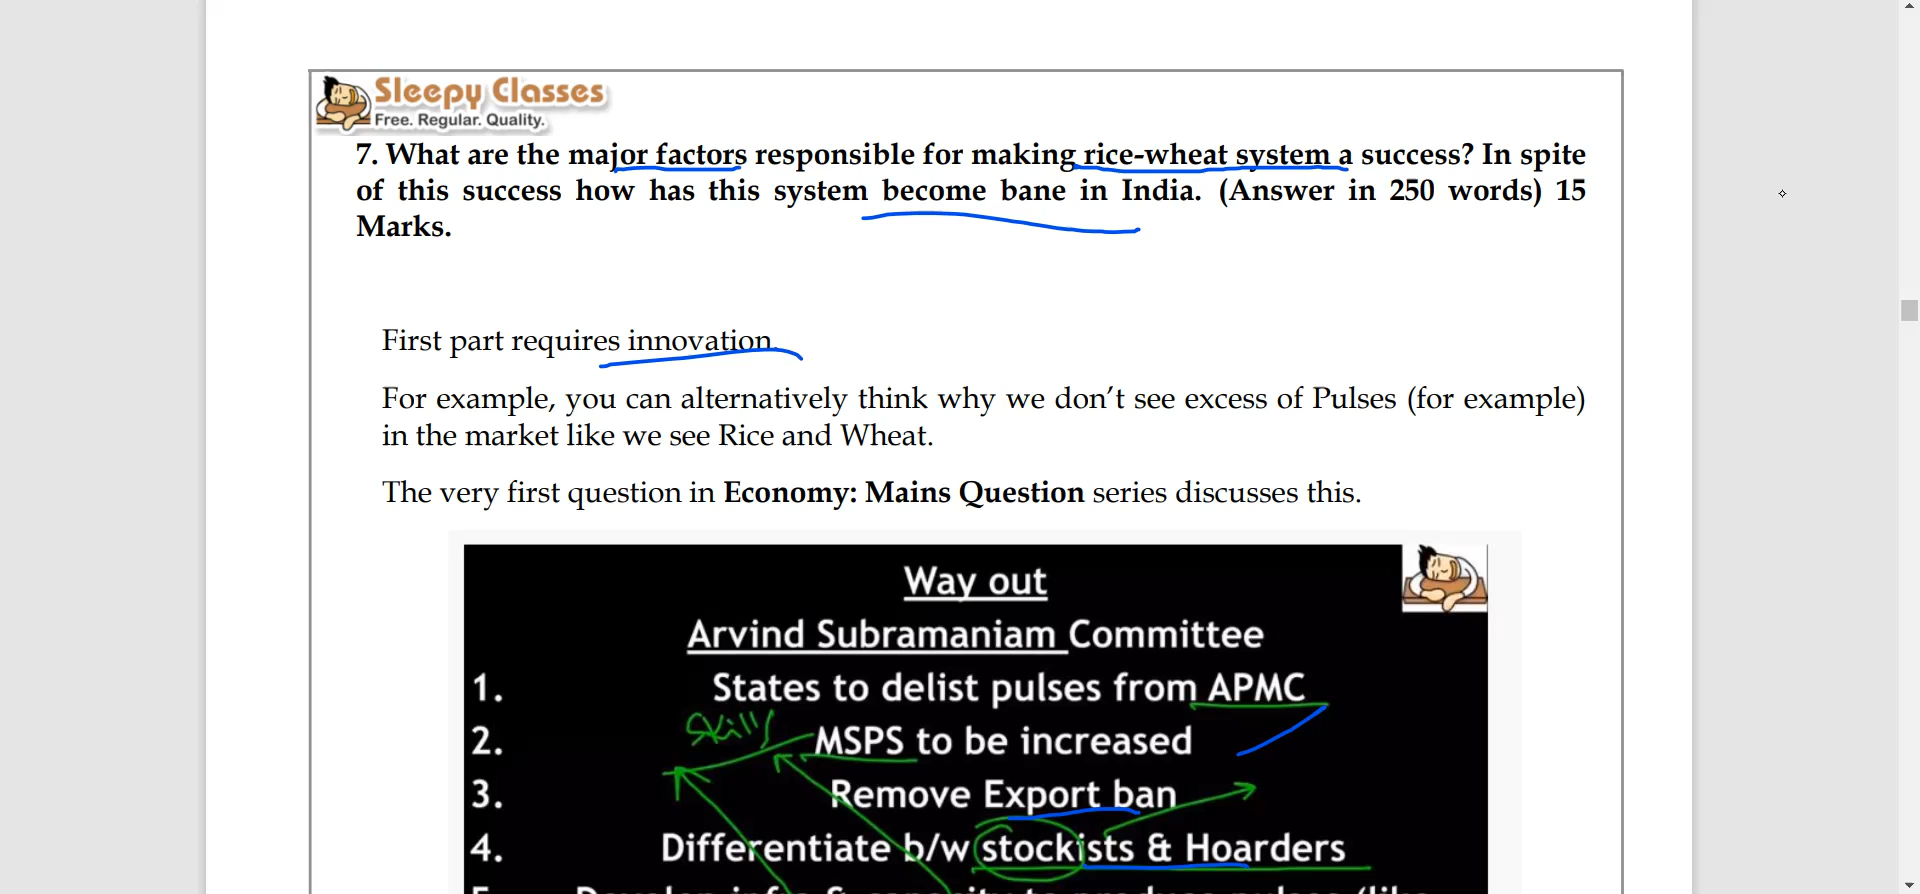 Sleepy Classes
Free. Regular. Quality.
7. What are the major factors responsible for making rice-wheat system a success? In spite
of this success how has this system become bane in India. (Answer in 250 words) 15
Marks.
First part requires innovation.
For example, you can alternatively think why we don't see excess of Pulses (for example)
in the market like we see Rice and Wheat.
The very first question in Economy: Mains Question series discusses this.
Way out
Arvind Subramaniam Committee
1. States to delist pulses from APMC
Skills
2. MSPS to be increased
3. Remove Export ban
4. Differentiate b/w stockists & Hoarders